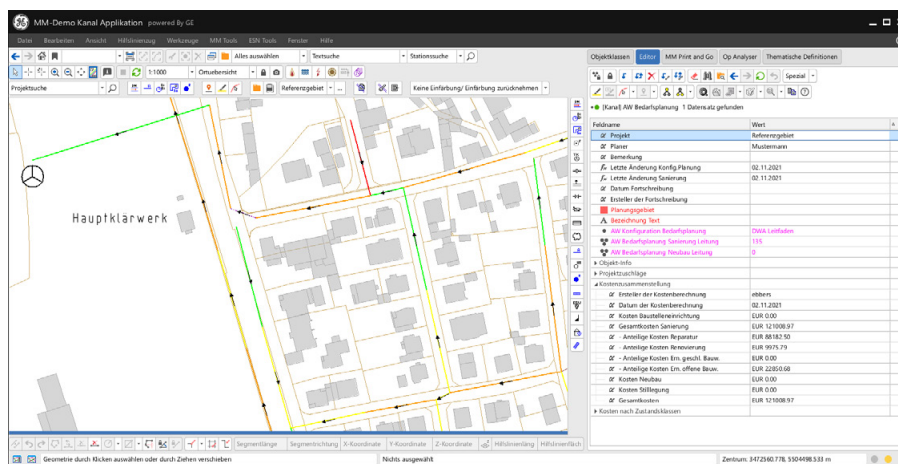 MM-Demo Kanal Applikation powered By GE
Datei Bearbeiten Ansicht Hilfslinienzug Werkzeuge MM Tools ESN Tools Fenster Hilfe
Alles auswählen Textsuche Stationssuche
1:1000 Ortsuebersicht
Projektsuche Referenzgebiet ... Keine Einfärbung/ Einfärbung zurücknehmen
Hauptklärwerk
Objektklassen Editor MM Print and Go Op Analyser Thematische Definitionen
Spezial
[Kanal] AW Bedarfsplanung 1 Datensatz gefunden
Feldname Wert
Projekt Referenzgebiet
Planer Mustermann
Bemerkung
Letzte Änderung Konfig.Planung 02.11.2021
Letzte Änderung Sanierung 02.11.2021
Datum Fortschreibung
Ersteller der Fortschreibung
Planungsgebiet
Bezeichnung Text
AW Konfiguration Bedarfsplanung DWA Leitfaden
AW Bedarfsplanung Sanierung Leitung 135
AW Bedarfsplanung Neubau Leitung 0
Objekt-Info
Projektzuschläge
Kostenzusammenstellung
Ersteller der Kostenberechnung ebbers
Datum der Kostenberechnung 02.11.2021
Kosten Baustelleneinrichtung EUR 0.00
Gesamtkosten Sanierung EUR 121008.97
- Anteilige Kosten Reparatur EUR 88182.50
- Anteilige Kosten Renovierung EUR 9975.79
- Anteilige Kosten Ern. geschl. Bauw. EUR 0.00
- Anteilige Kosten Ern. offene Bauw. EUR 22850.68
Kosten Neubau EUR 0.00
Kosten Stilllegung EUR 0.00
Gesamtkosten EUR 121008.97
Kosten nach Zustandsklassen
Segmentlänge Segmentrichtung X-Koordinate Y-Koordinate Z-Koordinate Hilfslinienläng Hilfslinienfläch
Geometrie durch Klicken auswählen oder durch Ziehen verschieben Nichts ausgewählt Zentrum: 3472560.778, 5504498.533 m